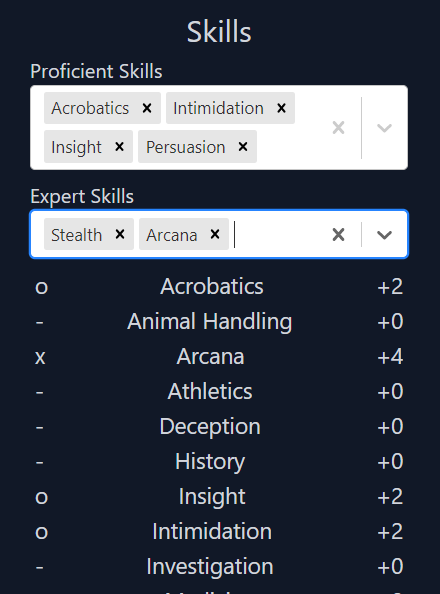 Skills
Proficient Skills
Acrobatics × Intimidation ×
Insight × Persuasion ×
Expert Skills
Stealth × Arcana ×
o Acrobatics +2
- Animal Handling +0
x Arcana +4
- Athletics +0
- Deception +0
- History +0
o Insight +2
o Intimidation +2
- Investigation +0